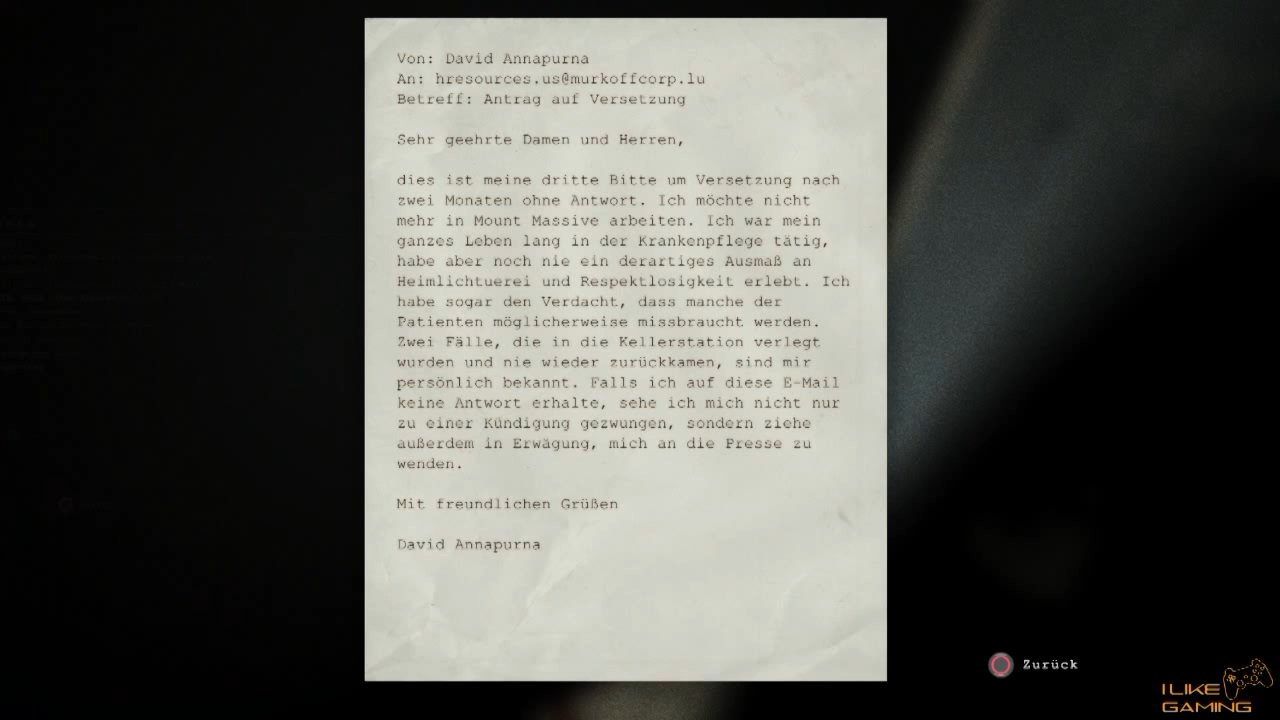 Von: David Annapurna
An: hresources.us@murkoffcorp.lu
Betreff: Antrag auf Versetzung
Sehr geehrte Damen und Herren,
dies ist meine dritte Bitte um Versetzung nach
zwei Monaten ohne Antwort. Ich möchte nicht
mehr in Mount Massive arbeiten. Ich war mein
ganzes Leben lang in der Krankenpflege tätig,
habe aber noch nie ein derartiges Ausmaß an
Heimlichtuerei und Respektlosigkeit erlebt. Ich
habe sogar den Verdacht, dass manche der
Patienten möglicherweise missbraucht werden.
Zwei Fälle, die in die Kellerstation verlegt
wurden und nie wieder zurückkamen, sind mir
persönlich bekannt. Falls ich auf diese E-Mail
keine Antwort erhalte, sehe ich mich nicht nur
zu einer Kündigung gezwungen, sondern ziehe
außerdem in Erwägung, mich an die Presse zu
wenden.
Mit freundlichen Grüßen
David Annapurna
Zurück
I LIKE
GAMING